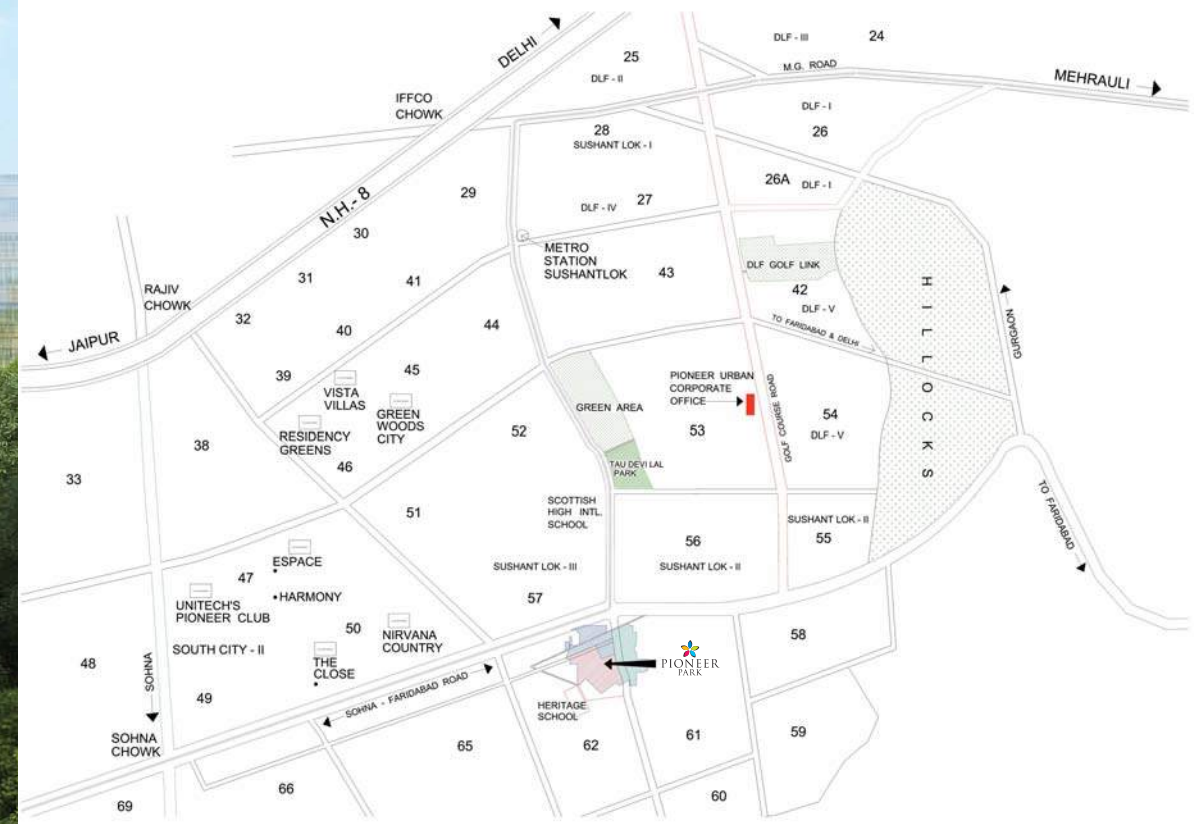 DELHI
25
DLF - II
DLF - III
24
M.G. ROAD
MEHRAULI
IFFCO
CHOWK
DLF - I
26
28
SUSHANT LOK - I
26A
DLF - I
29
DLF - IV
27
N.H.- 8
30
METRO
STATION
SUSHANTLOK
43
DLF GOLF LINK
31
41
42
DLF - V
HILLOCKS
GURGAON
RAJIV
CHOWK
32
40
44
TO FARIDABAD & DELHI
JAIPUR
39
45
VISTA
VILLAS
GREEN
WOODS
CITY
GREEN AREA
PIONEER URBAN
CORPORATE
OFFICE
GOLF COURSE ROAD
54
DLF - V
53
52
RESIDENCY
GREENS
46
38
33
TAU DEVI LAL
PARK
51
SCOTTISH
HIGH INTL.
SCHOOL
TO FARIDABAD
SUSHANT LOK - II
55
56
SUSHANT LOK - II
ESPACE
47
SUSHANT LOK - III
57
HARMONY
UNITECH'S
PIONEER CLUB
50
NIRVANA
COUNTRY
SOUTH CITY - II
THE
CLOSE
58
48
SOHNA
49
SOHNA - FARIDABAD ROAD
PIONEER
PARK
HERITAGE
SCHOOL
SOHNA
CHOWK
65
62
61
59
66
60
69